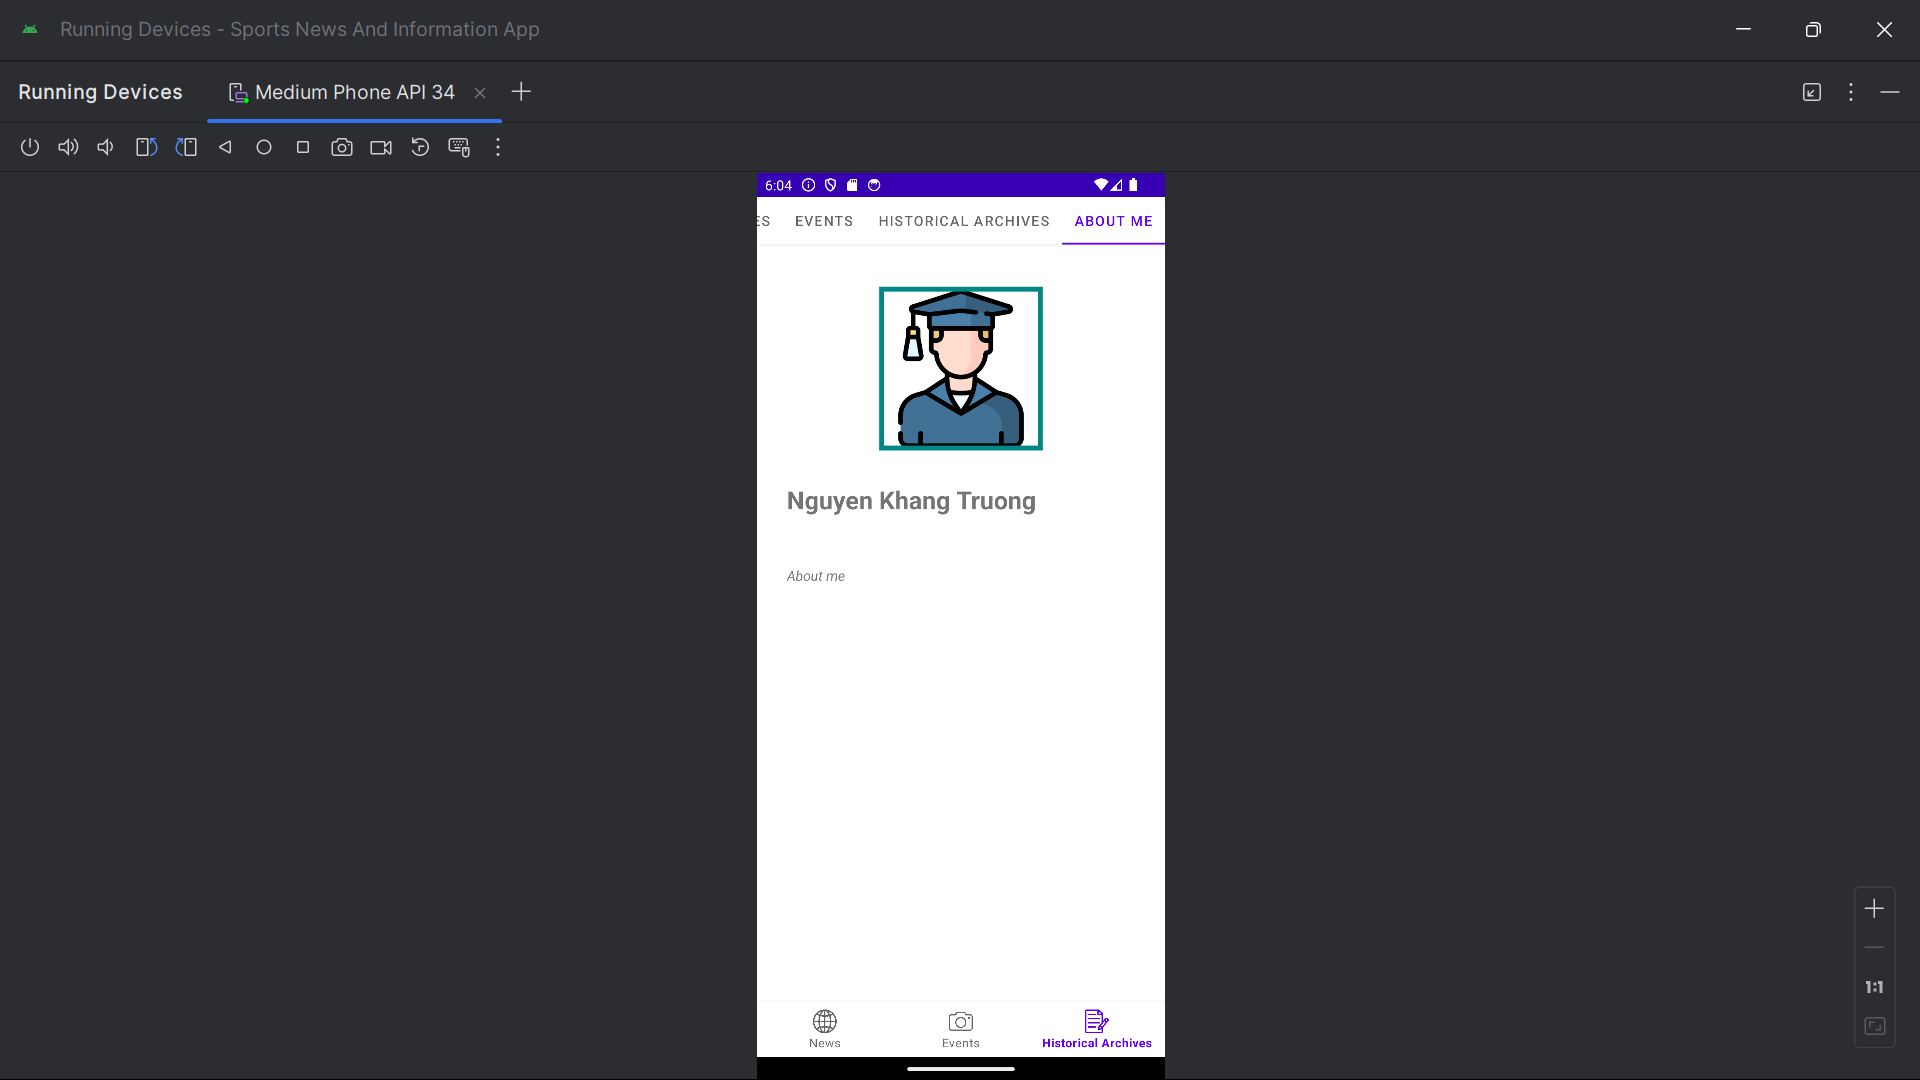 Running Devices - Sports News And Information App
Running Devices Medium Phone API 34
6:04
ES EVENTS HISTORICAL ARCHIVES ABOUT ME
Nguyen Khang Truong
About me
1:1
News Events Historical Archives